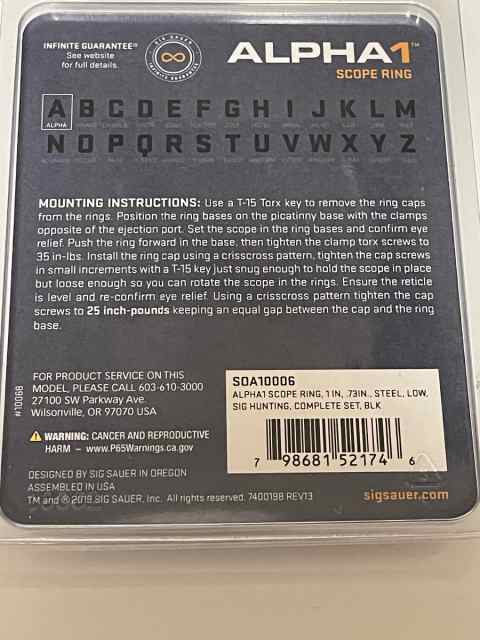 INFINITE GUARANTEE®
See website
for full details.
SIG SAUER
INFINITE GUARANTEE
ALPHA1™
SCOPE RING
A B C D E F G H I J K L M
ALPHA
N O P Q R S T U V W X Y Z
MOUNTING INSTRUCTIONS: Use a T-15 Torx key to remove the ring caps
from the rings. Position the ring bases on the picatinny base with the clamps
opposite of the ejection port. Set the scope in the ring bases and confirm eye
relief. Push the ring forward in the base, then tighten the clamp torx screws to
35 in-lbs. Install the ring cap using a crisscross pattern, tighten the cap screws
in small increments with a T-15 key just snug enough to hold the scope in place
but loose enough so you can rotate the scope in the rings. Ensure the reticle
is level and re-confirm eye relief. Using a crisscross pattern tighten the cap
screws to 25 inch-pounds keeping an equal gap between the cap and the ring
base.
FOR PRODUCT SERVICE ON THIS
MODEL, PLEASE CALL 603-610-3000
27100 SW Parkway Ave.
Wilsonville, OR 97070 USA
#10068
WARNING: CANCER AND REPRODUCTIVE
HARM – www.P65Warnings.ca.gov
DESIGNED BY SIG SAUER IN OREGON
ASSEMBLED IN USA
TM and ® 2019 SIG SAUER, Inc. All rights reserved. 7400198 REV13
SOA10006
ALPHA1 SCOPE RING, 1 IN, .73IN., STEEL, LOW,
SIG HUNTING, COMPLETE SET, BLK
7 98681 52174 6
sigsauer.com